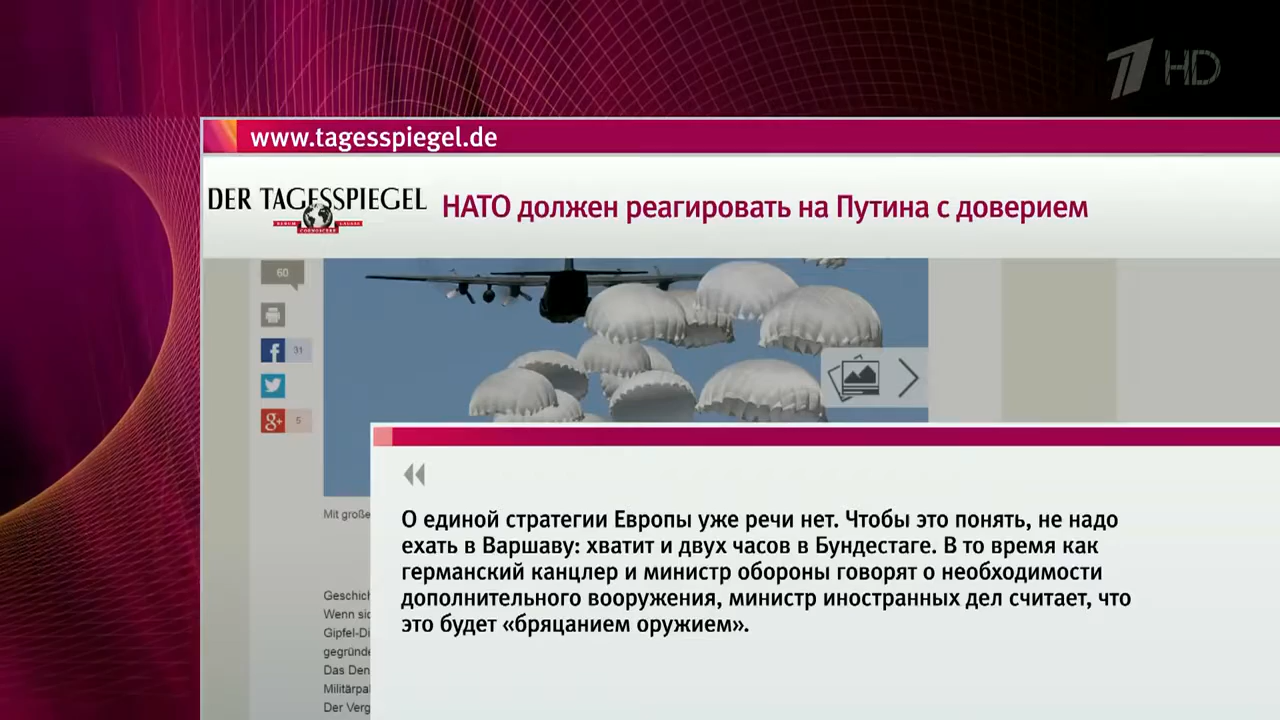 1 HD
www.tagesspiegel.de
DER TAGESSPIEGEL
НАТО должен реагировать на Путина с доверием
60
31
g+ 5
Mit große
О единой стратегии Европы уже речи нет. Чтобы это понять, не надо
ехать в Варшаву: хватит и двух часов в Бундестаге. В то время как
германский канцлер и министр обороны говорят о необходимости
дополнительного вооружения, министр иностранных дел считает, что
это будет «бряцанием оружием».
Geschich
Wenn sic
Gipfel-Di
gegründe
Das Den
Militärpa
Der Verg